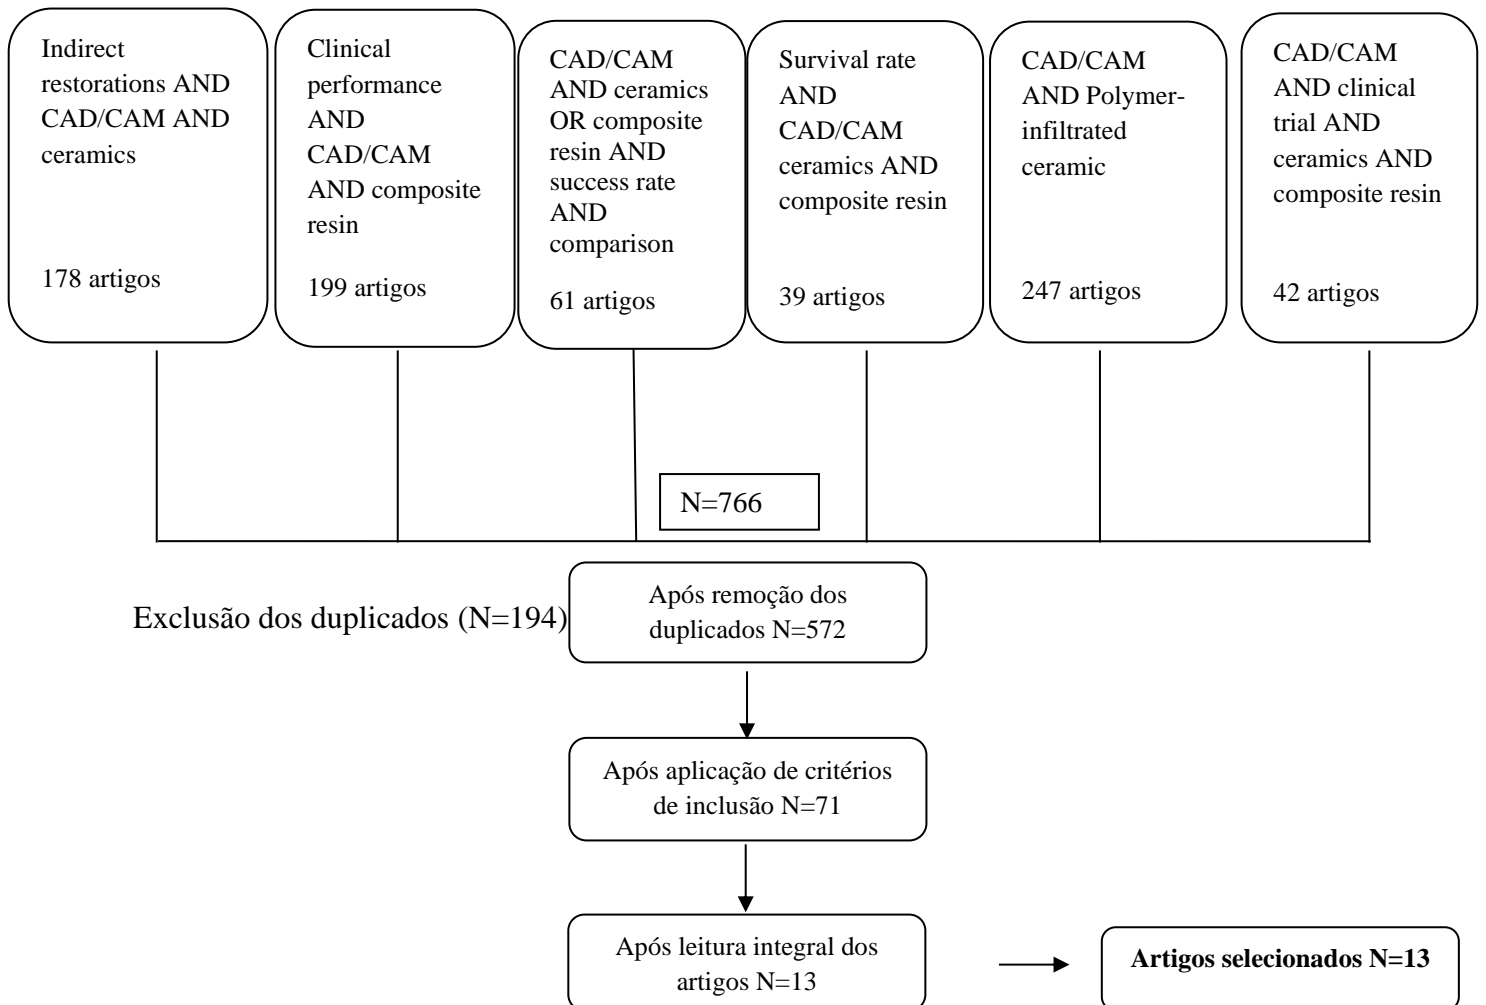 Indirect
restorations AND
CAD/CAM AND
ceramics
178 artigos
Clinical
performance
AND
CAD/CAM
AND composite
resin
199 artigos
CAD/CAM
AND ceramics
OR composite
resin AND
success rate
AND
comparison
61 artigos
Survival rate
AND
CAD/CAM
ceramics AND
composite resin
39 artigos
CAD/CAM
AND Polymer-
infiltrated
ceramic
247 artigos
CAD/CAM
AND clinical
trial AND
ceramics AND
composite resin
42 artigos
N=766
Exclusão dos duplicados (N=194)
Após remoção dos
duplicados N=572
Após aplicação de critérios
de inclusão N=71
Após leitura integral dos
artigos N=13
Artigos selecionados N=13